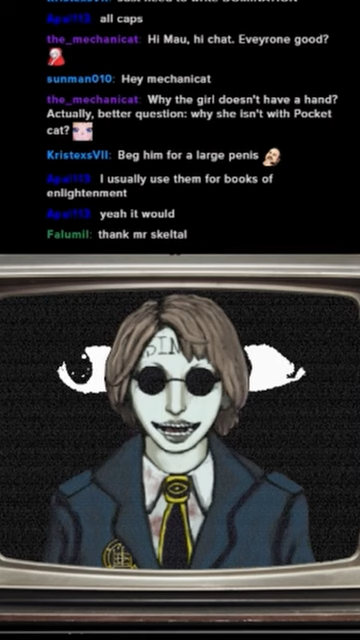 all caps
the_mechanicat: Hi Mau, hi chat. Eveyrone good?
sunman010: Hey mechanicat
the_mechanicat: Why the girl doesn't have a hand?
Actually, better question: why she isn't with Pocket
cat?
KristexsVII: Beg him for a large penis
I usually use them for books of
enlightenment
yeah it would
Falumil: thank mr skeltal
SIN